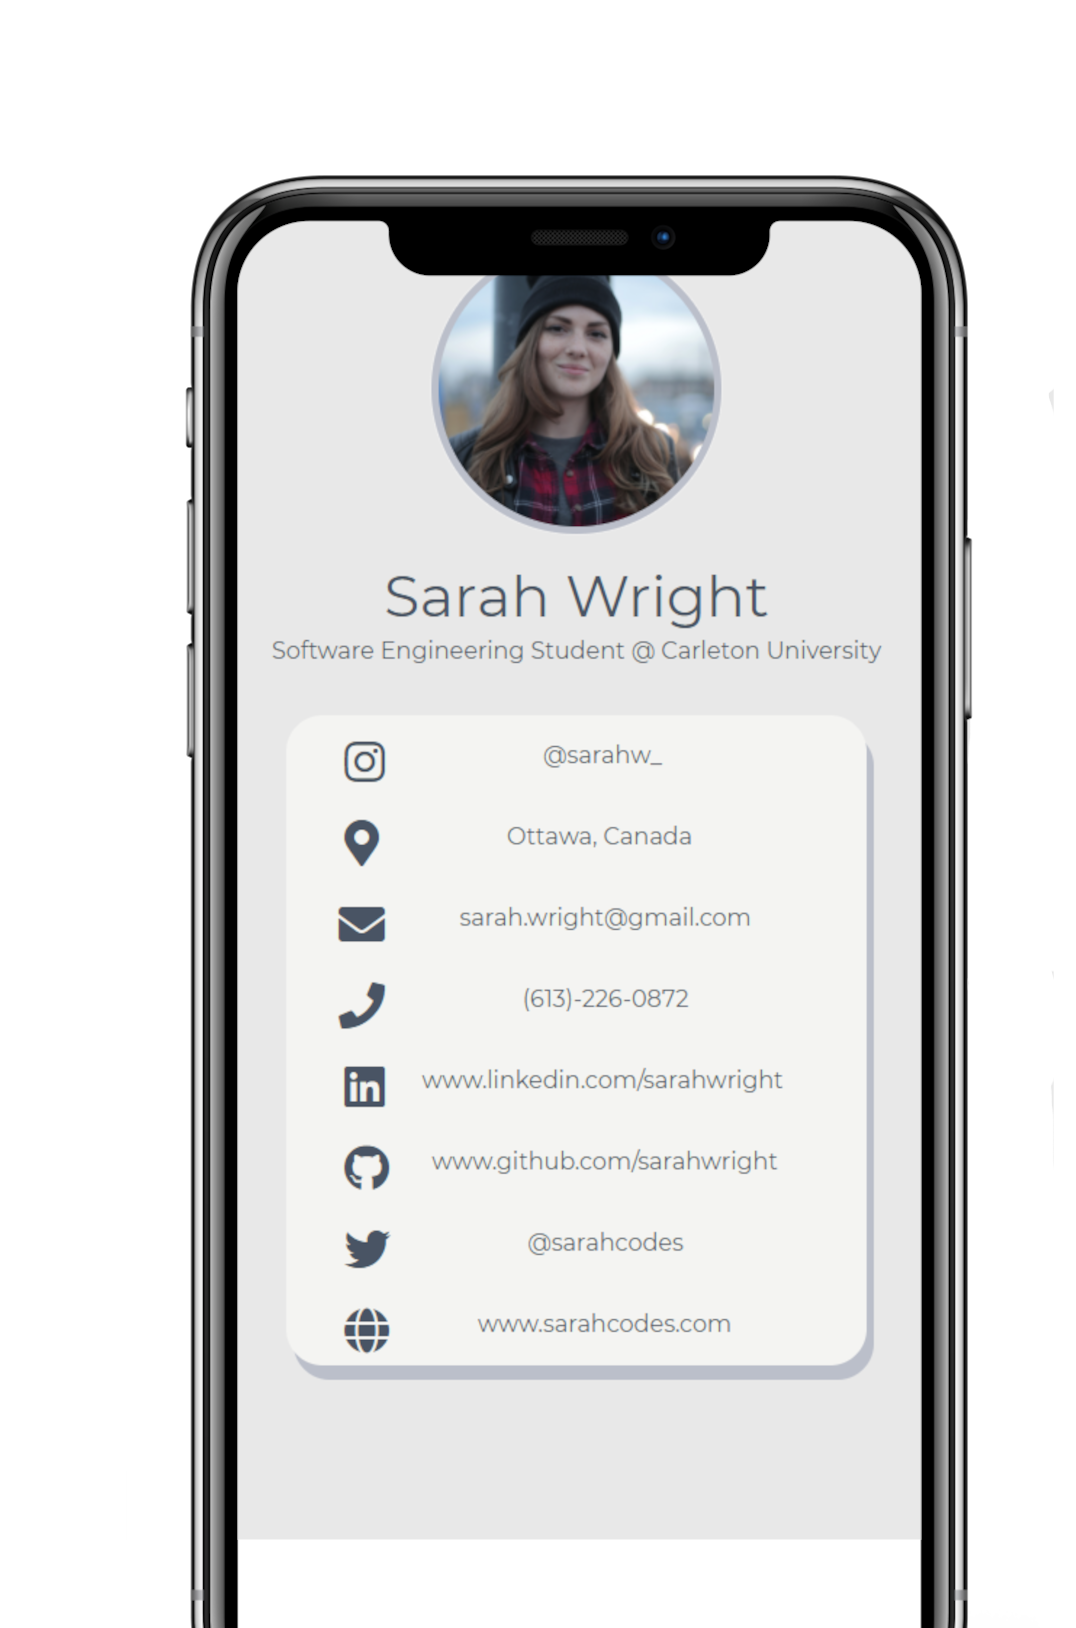 Sarah Wright
Software Engineering Student @ Carleton University
@sarahw_
Ottawa, Canada
sarah.wright@gmail.com
(613)-226-0872
in www.linkedin.com/sarahwright
www.github.com/sarahwright
@sarahcodes
www.sarahcodes.com